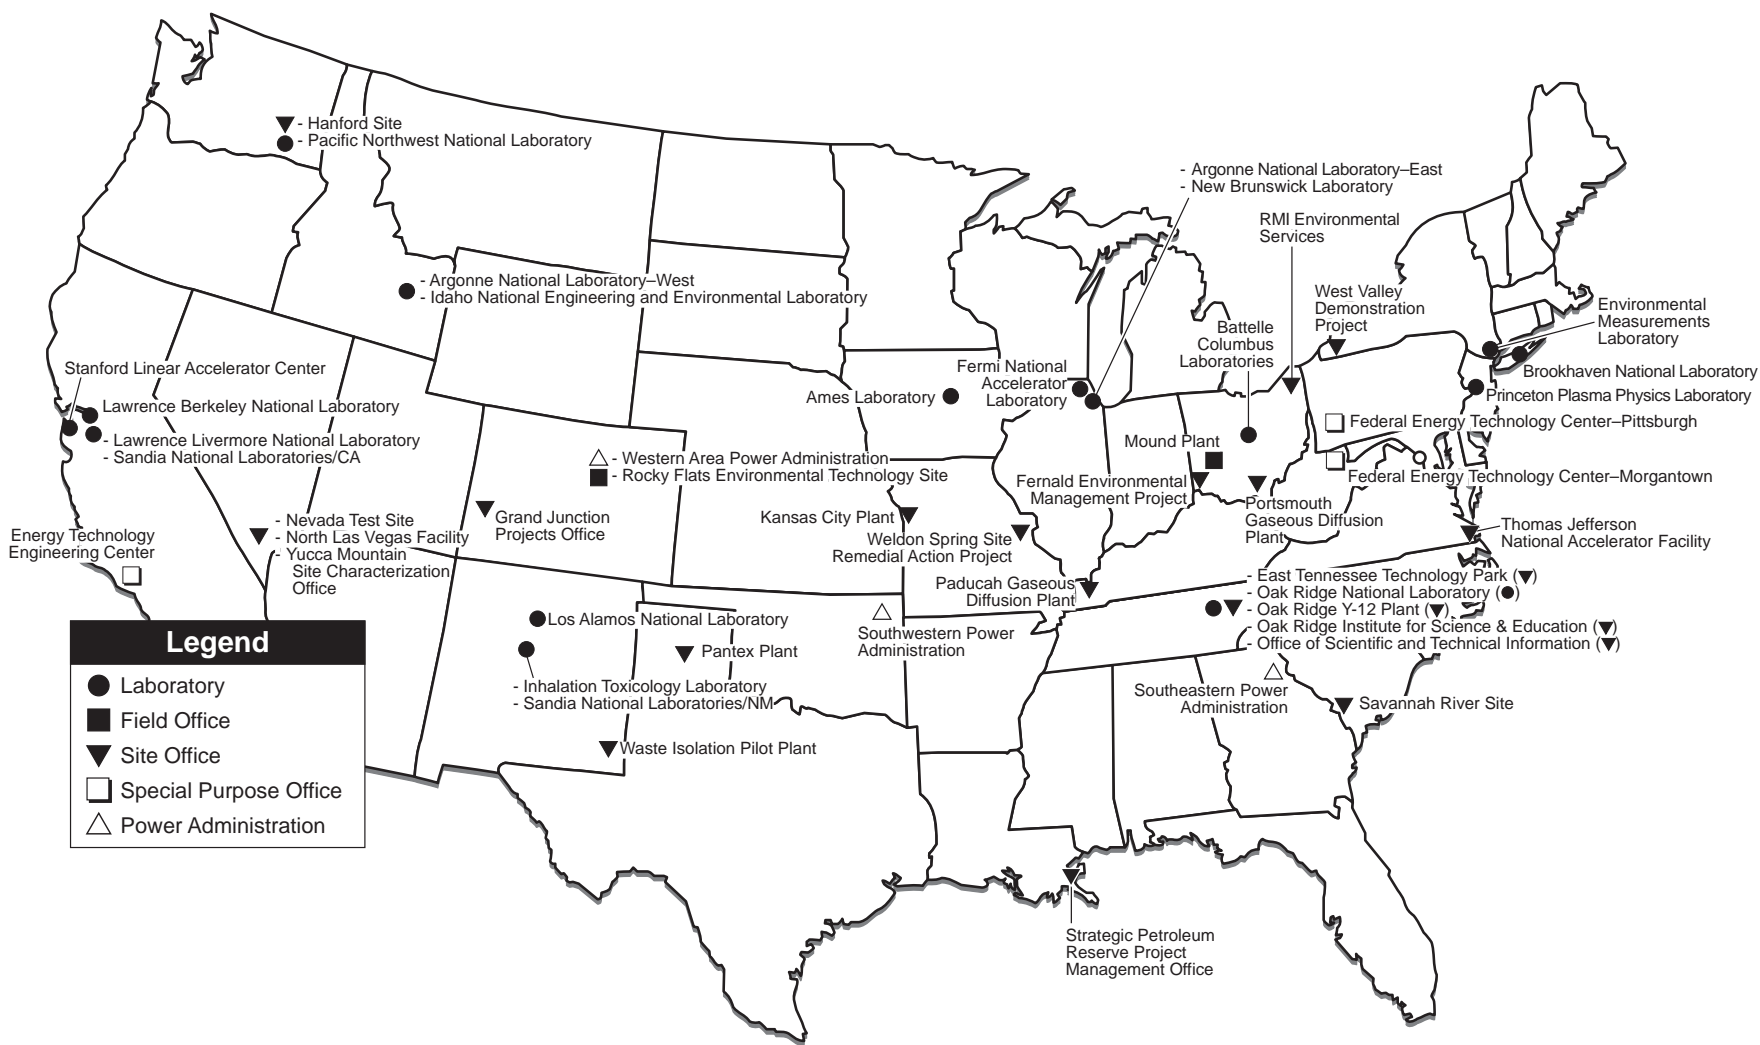 - Hanford Site
- Pacific Northwest National Laboratory
- Argonne National Laboratory–East
- New Brunswick Laboratory
RMI Environmental
Services
- Argonne National Laboratory–West
- Idaho National Engineering and Environmental Laboratory
West Valley
Demonstration
Project
Environmental
Measurements
Laboratory
Battelle
Columbus
Laboratories
Stanford Linear Accelerator Center
Fermi National
Accelerator
Laboratory
Brookhaven National Laboratory
Ames Laboratory
Princeton Plasma Physics Laboratory
Lawrence Berkeley National Laboratory
Federal Energy Technology Center–Pittsburgh
- Lawrence Livermore National Laboratory
- Sandia National Laboratories/CA
Mound Plant
- Western Area Power Administration
- Rocky Flats Environmental Technology Site
Fernald Environmental
Management Project
Federal Energy Technology Center–Morgantown
Grand Junction
Projects Office
Kansas City Plant
Portsmouth
Gaseous Diffusion
Plant
- Nevada Test Site
- North Las Vegas Facility
- Yucca Mountain
Site Characterization
Office
Energy Technology
Engineering Center
Weldon Spring Site
Remedial Action Project
Thomas Jefferson
National Accelerator Facility
Paducah Gaseous
Diffusion Plant
- East Tennessee Technology Park (▼)
- Oak Ridge National Laboratory (●)
- Oak Ridge Y-12 Plant (▼)
- Oak Ridge Institute for Science & Education (▼)
- Office of Scientific and Technical Information (▼)
Los Alamos National Laboratory
Southwestern Power
Administration
Pantex Plant
- Inhalation Toxicology Laboratory
- Sandia National Laboratories/NM
Southeastern Power
Administration
Savannah River Site
Waste Isolation Pilot Plant
Legend
Laboratory
Field Office
Site Office
Special Purpose Office
Power Administration
Strategic Petroleum
Reserve Project
Management Office